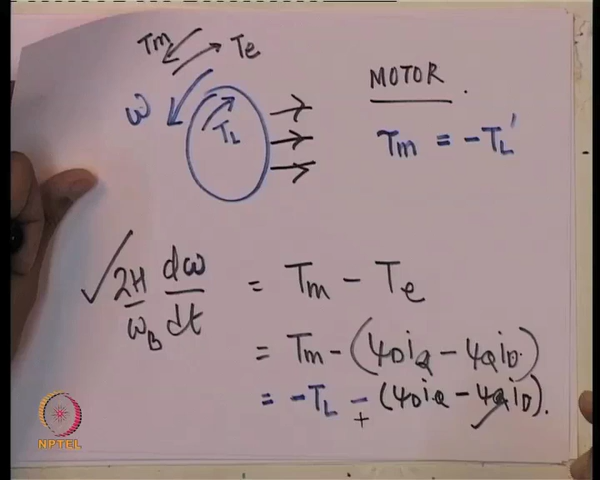 Tm Te
ω TL
MOTOR.
Tm = -TL'
2H/ωB dω/dt = Tm - Te
= Tm - (ψD iQ - ψQ iD)
= -TL - (ψD iQ - ψQ iD).
+
NPTEL